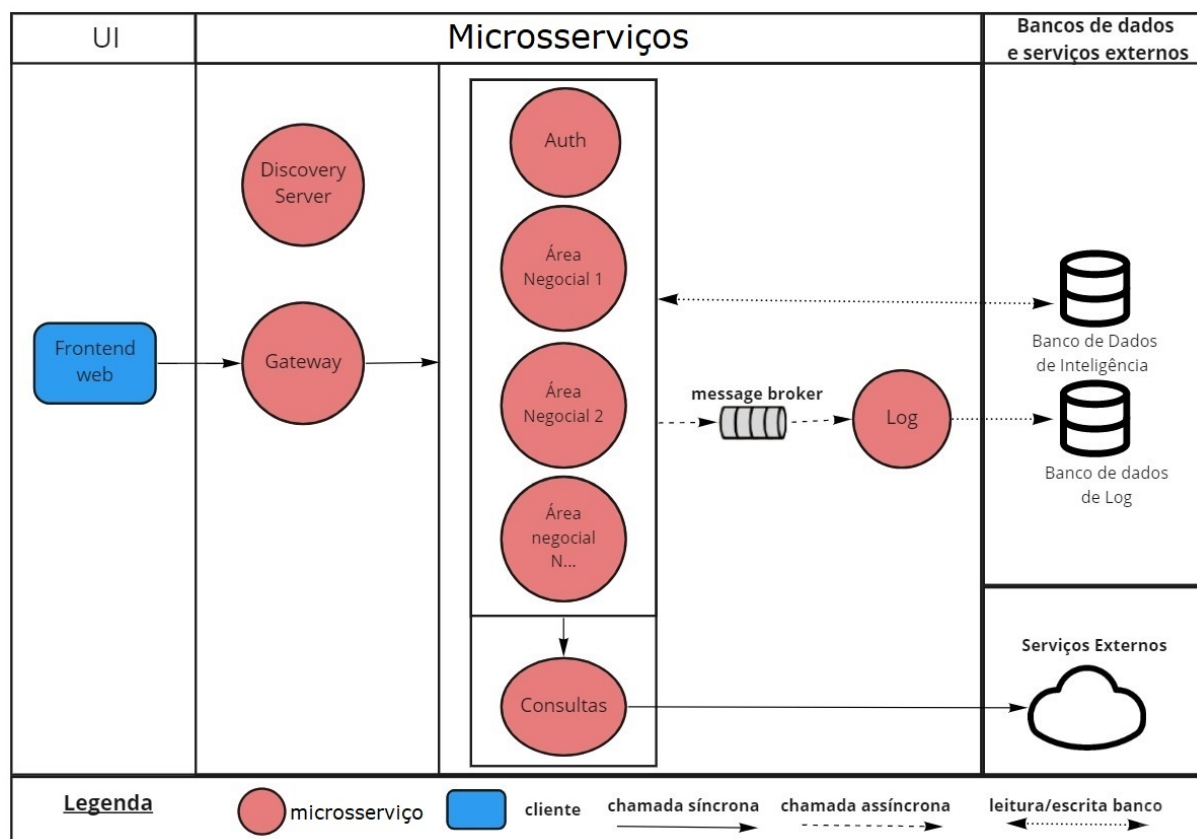 UI
Microsserviços
Bancos de dados
e serviços externos
Auth
Discovery
Server
Área
Negocial 1
Frontend
web
Gateway
Banco de Dados
de Inteligência
Área
Negocial 2
message broker
Log
Banco de dados
de Log
Área
negocial
N...
Consultas
Serviços Externos
Legenda
microsserviço
cliente
chamada síncrona
chamada assíncrona
leitura/escrita banco